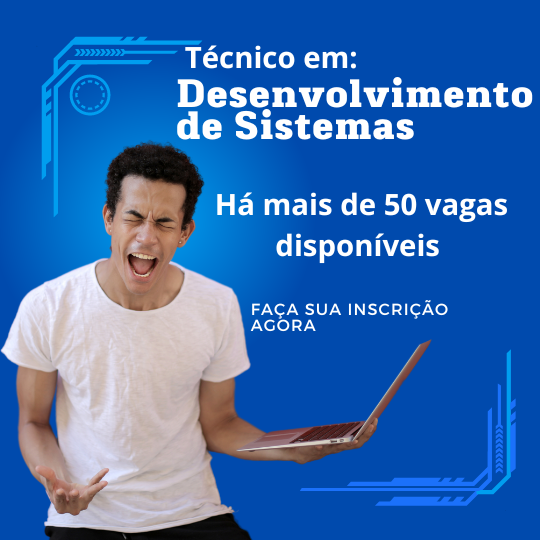 Técnico em:
Desenvolvimento
de Sistemas
Há mais de 50 vagas
disponíveis
FAÇA SUA INSCRIÇÃO
AGORA